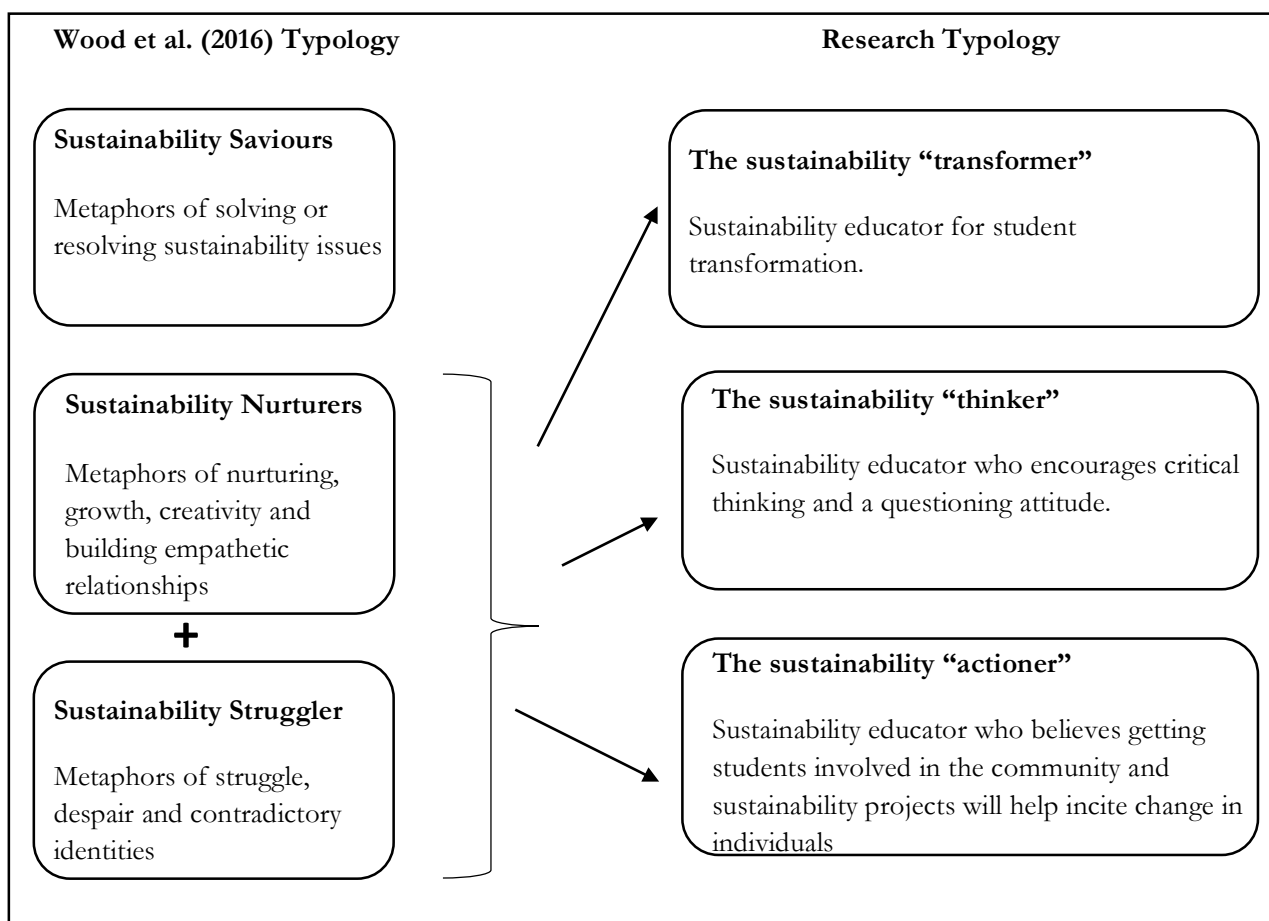 Wood et al. (2016) Typology
Sustainability Saviours
Metaphors of solving or
resolving sustainability issues
Sustainability Nurturers
Metaphors of nurturing,
growth, creativity and
building empathetic
relationships
+
Sustainability Struggler
Metaphors of struggle,
despair and contradictory
identities
Research Typology
The sustainability “transformer”
Sustainability educator for student
transformation.
The sustainability “thinker”
Sustainability educator who encourages critical
thinking and a questioning attitude.
The sustainability “actioner”
Sustainability educator who believes getting
students involved in the community and
sustainability projects will help incite change in
individuals